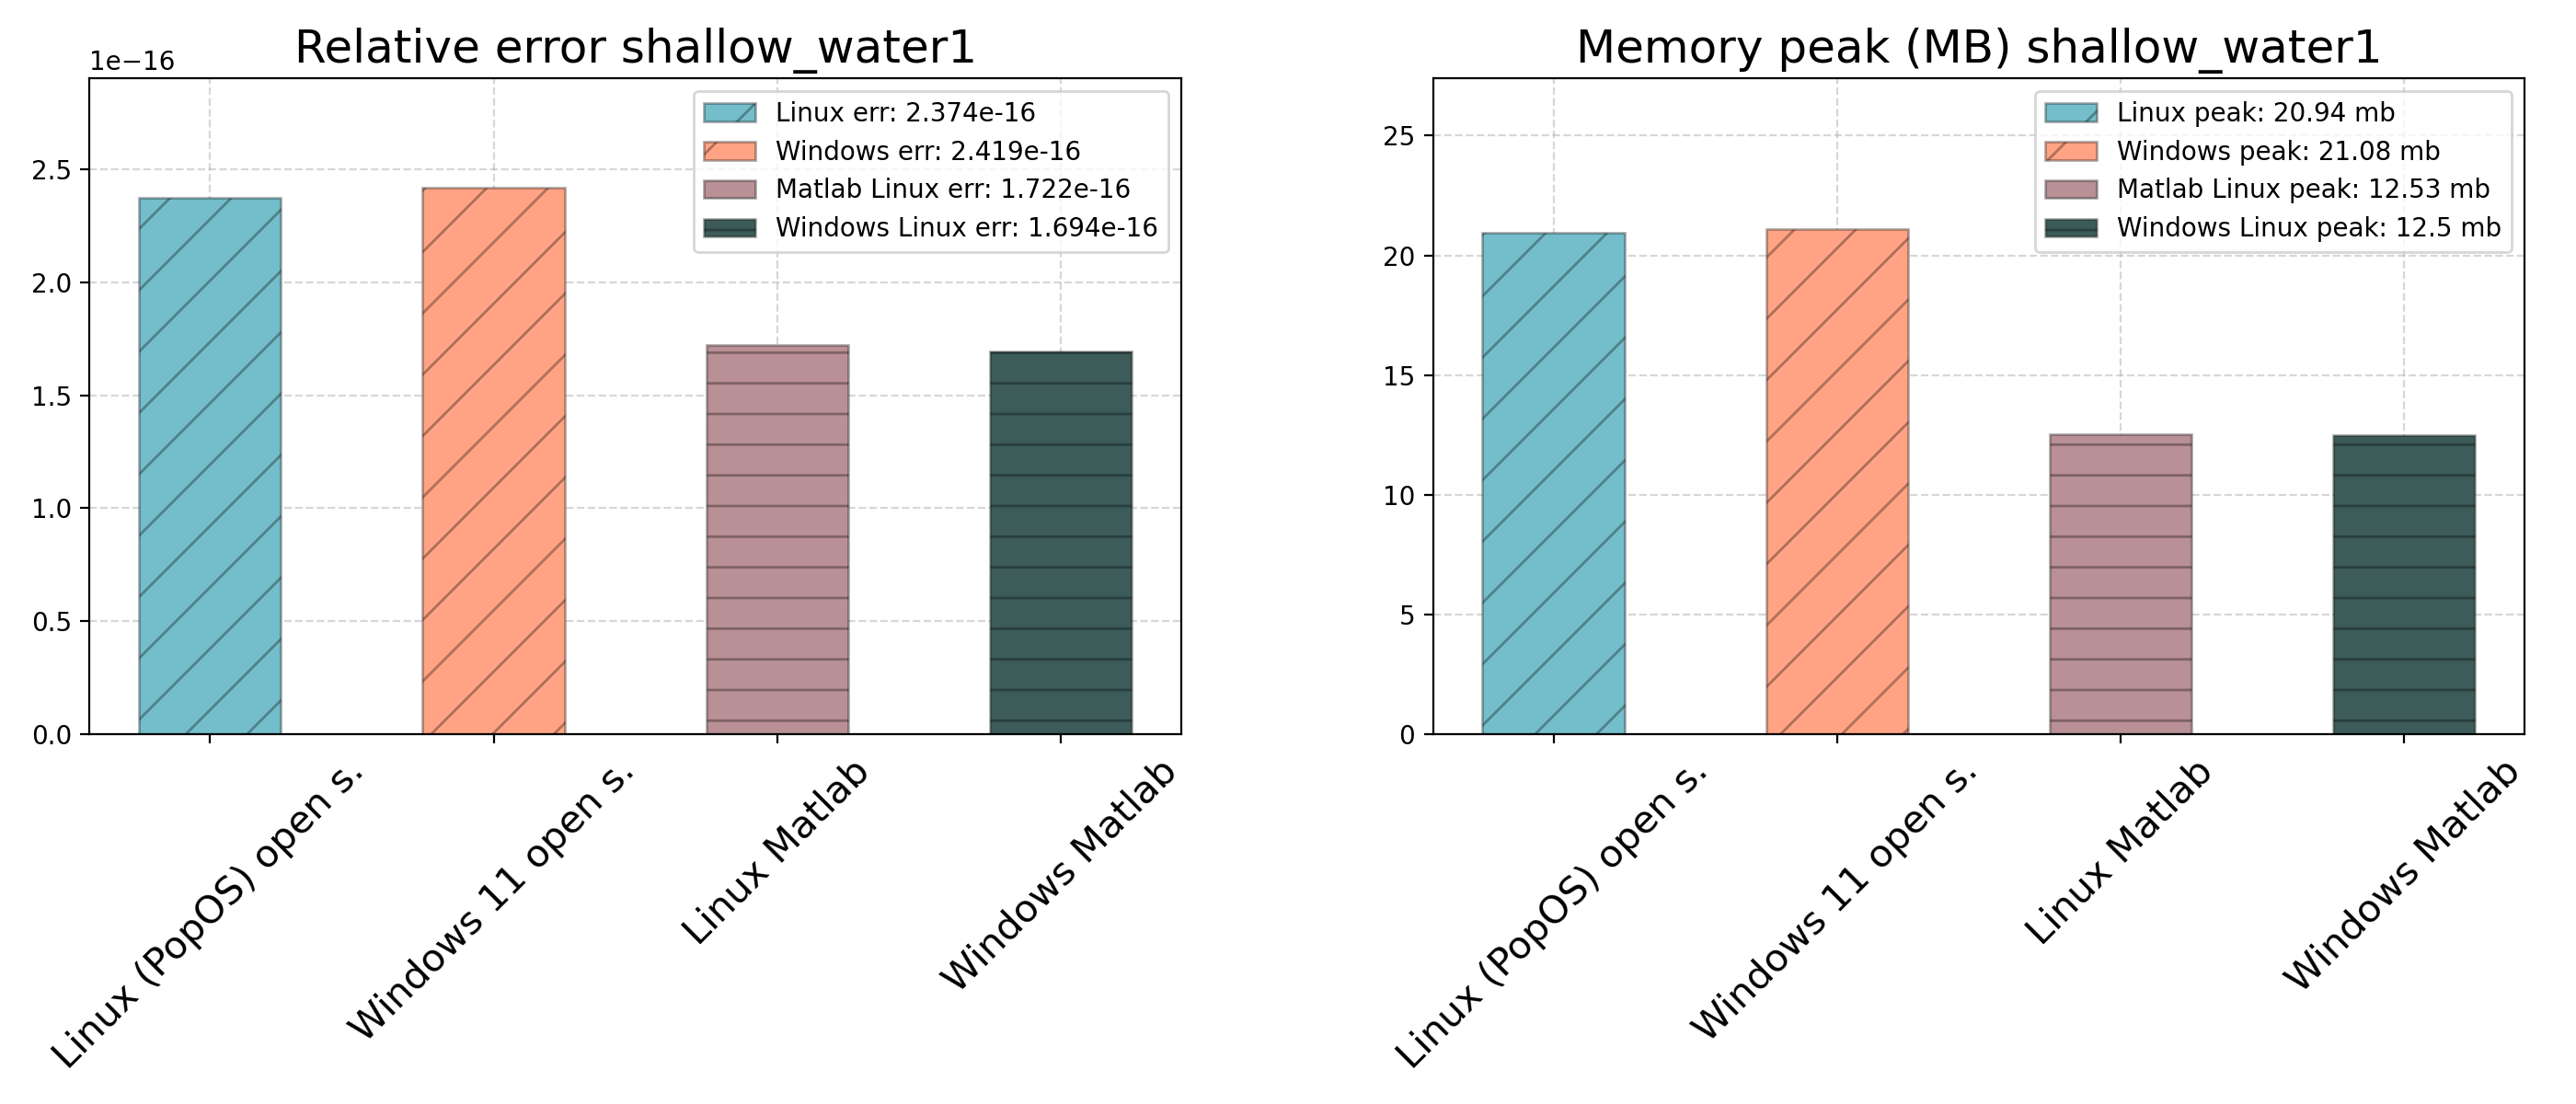 Relative error shallow_water1
1e−16
2.5
2.0
1.5
1.0
0.5
0.0
Linux err: 2.374e-16
Windows err: 2.419e-16
Matlab Linux err: 1.722e-16
Windows Linux err: 1.694e-16
Linux (PopOS) open s.
Windows 11 open s.
Linux Matlab
Windows Matlab
Memory peak (MB) shallow_water1
25
20
15
10
5
0
Linux peak: 20.94 mb
Windows peak: 21.08 mb
Matlab Linux peak: 12.53 mb
Windows Linux peak: 12.5 mb
Linux (PopOS) open s.
Windows 11 open s.
Linux Matlab
Windows Matlab